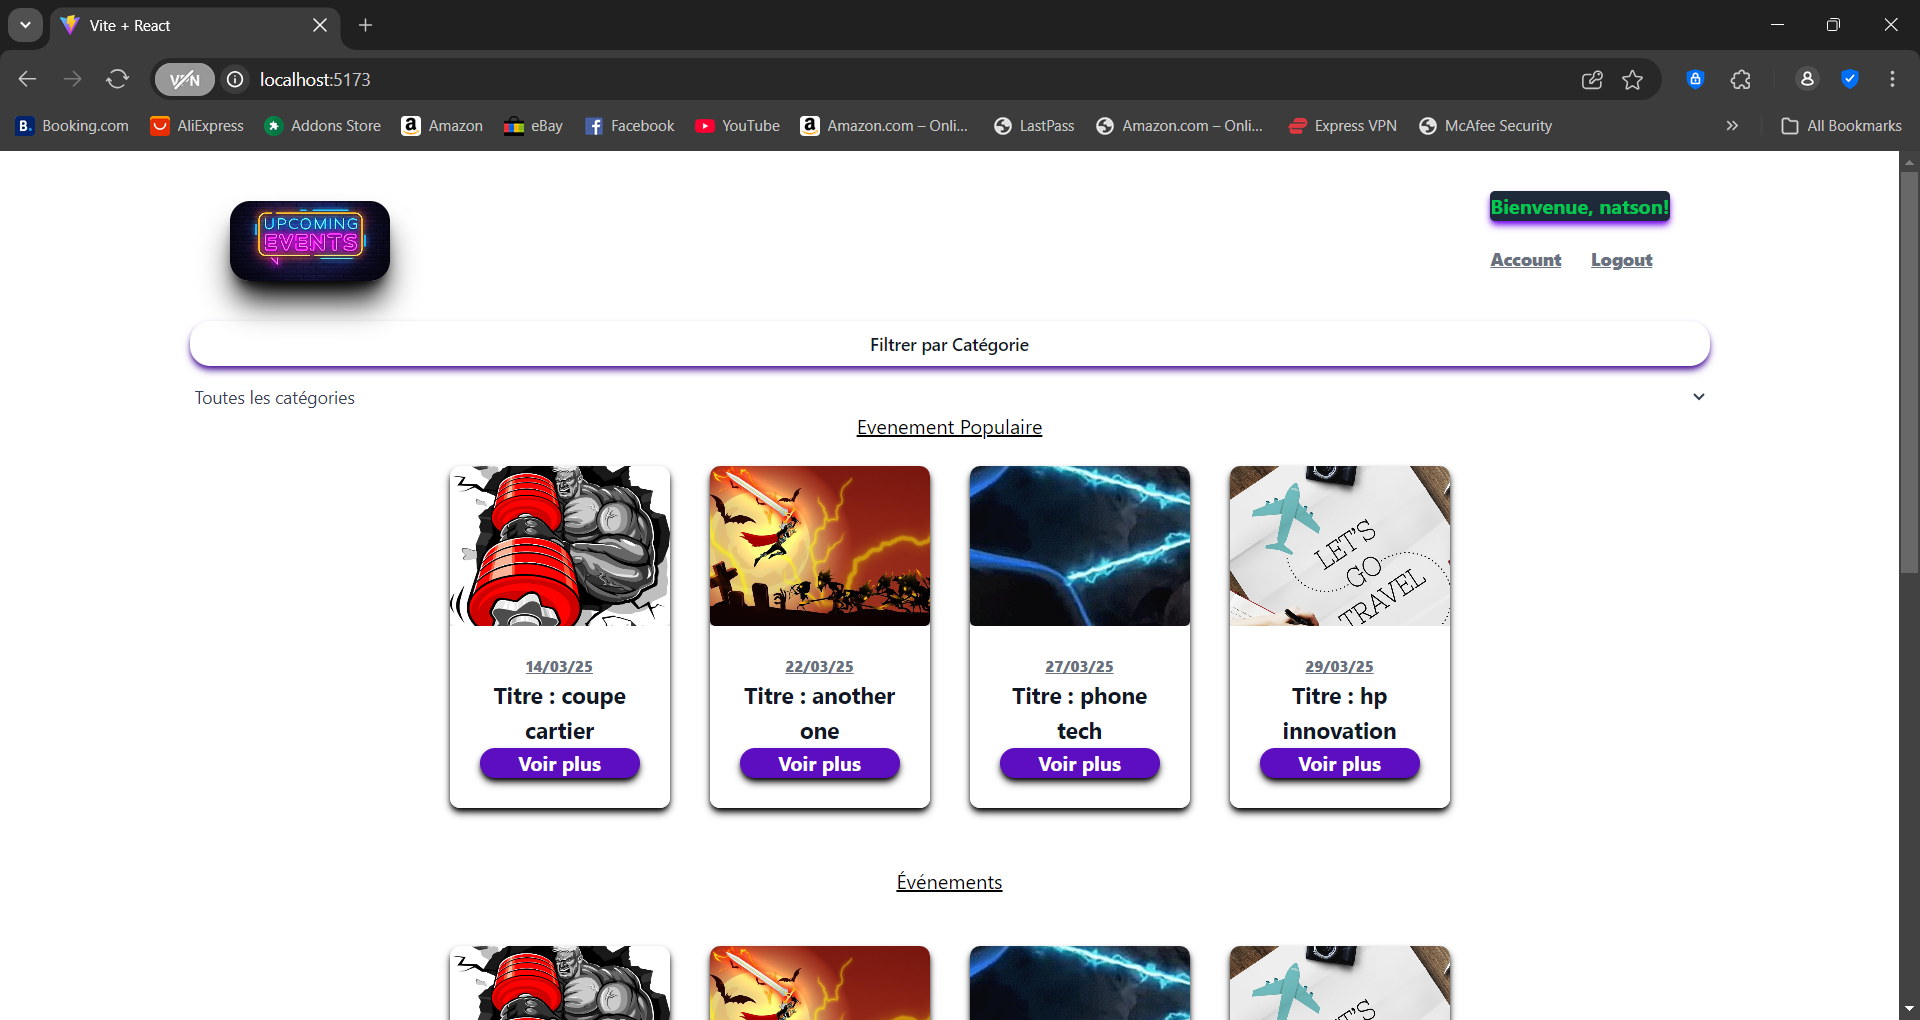 Vite + React
VPN
localhost:5173
Booking.com
AliExpress
Addons Store
Amazon
eBay
Facebook
YouTube
Amazon.com – Onli...
LastPass
Amazon.com – Onli...
Express VPN
McAfee Security
All Bookmarks
UPCOMING
EVENTS
Bienvenue, natson!
Account
Logout
Filtrer par Catégorie
Toutes les catégories
Evenement Populaire
LET'S
GO
TRAVEL
14/03/25
Titre : coupe
cartier
Voir plus
22/03/25
Titre : another
one
Voir plus
27/03/25
Titre : phone
tech
Voir plus
29/03/25
Titre : hp
innovation
Voir plus
Événements
LET'S